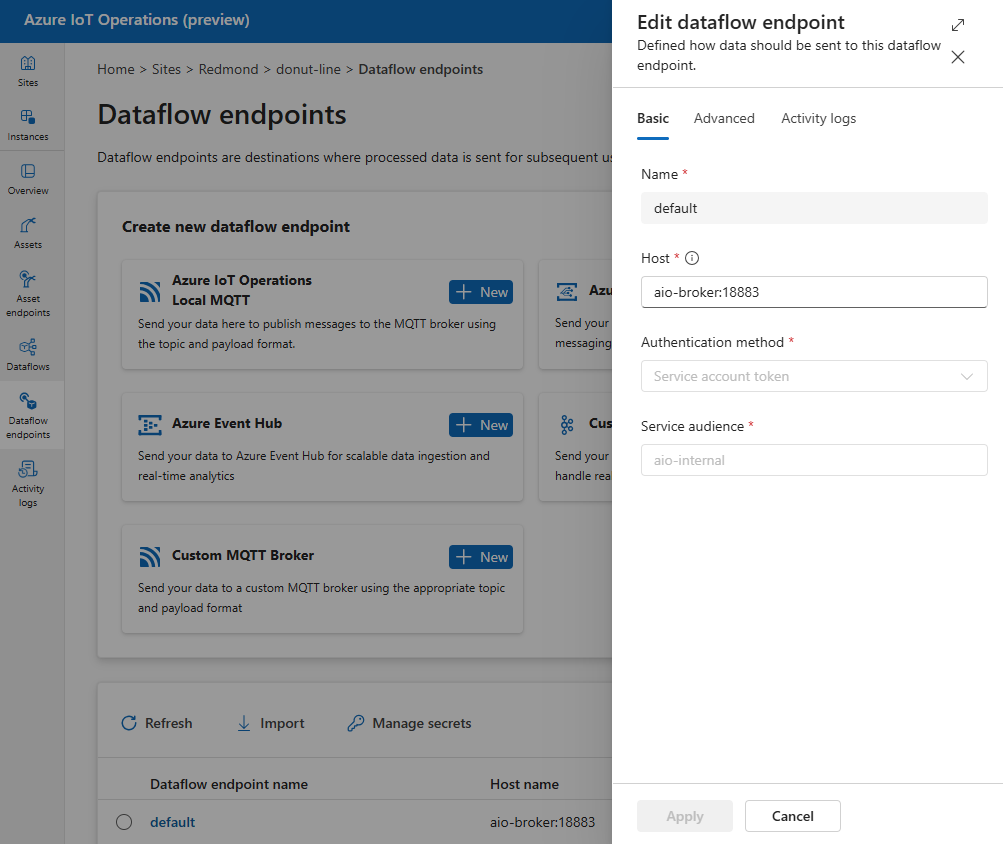 Azure IoT Operations (preview)
Sites
Instances
Overview
Assets
Asset
endpoints
Dataflows
Dataflow
endpoints
Activity
logs
Home > Sites > Redmond > donut-line > Dataflow endpoints
Dataflow endpoints
Dataflow endpoints are destinations where processed data is sent for subsequent
Create new dataflow endpoint
Azure IoT Operations
Local MQTT
New
Send your data here to publish messages to the MQTT broker using
the topic and payload format.
Send your
messaging
Azure Event Hub
New
Send your data to Azure Event Hub for scalable data ingestion and
real-time analytics
Send your
handle
Custom MQTT Broker
New
Send your data to a custom MQTT broker using the appropriate topic
and payload format
Refresh
Import
Manage secrets
Dataflow endpoint name
Host name
default
aio-broker:18883
Edit dataflow endpoint
Defined how data should be sent to this dataflow
endpoint.
Basic
Advanced
Activity logs
Name *
default
Host *
aio-broker:18883
Authentication method *
Service account token
Service audience *
aio-internal
Apply
Cancel